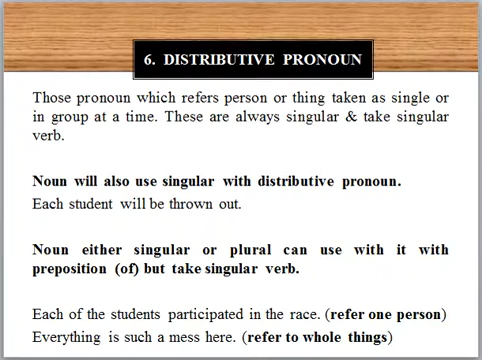 6. DISTRIBUTIVE PRONOUN
Those pronoun which refers person or thing taken as single or
in group at a time. These are always singular & take singular
verb.
Noun will also use singular with distributive pronoun.
Each student will be thrown out.
Noun either singular or plural can use with it with
preposition (of) but take singular verb.
Each of the students participated in the race. (refer one person)
Everything is such a mess here. (refer to whole things)